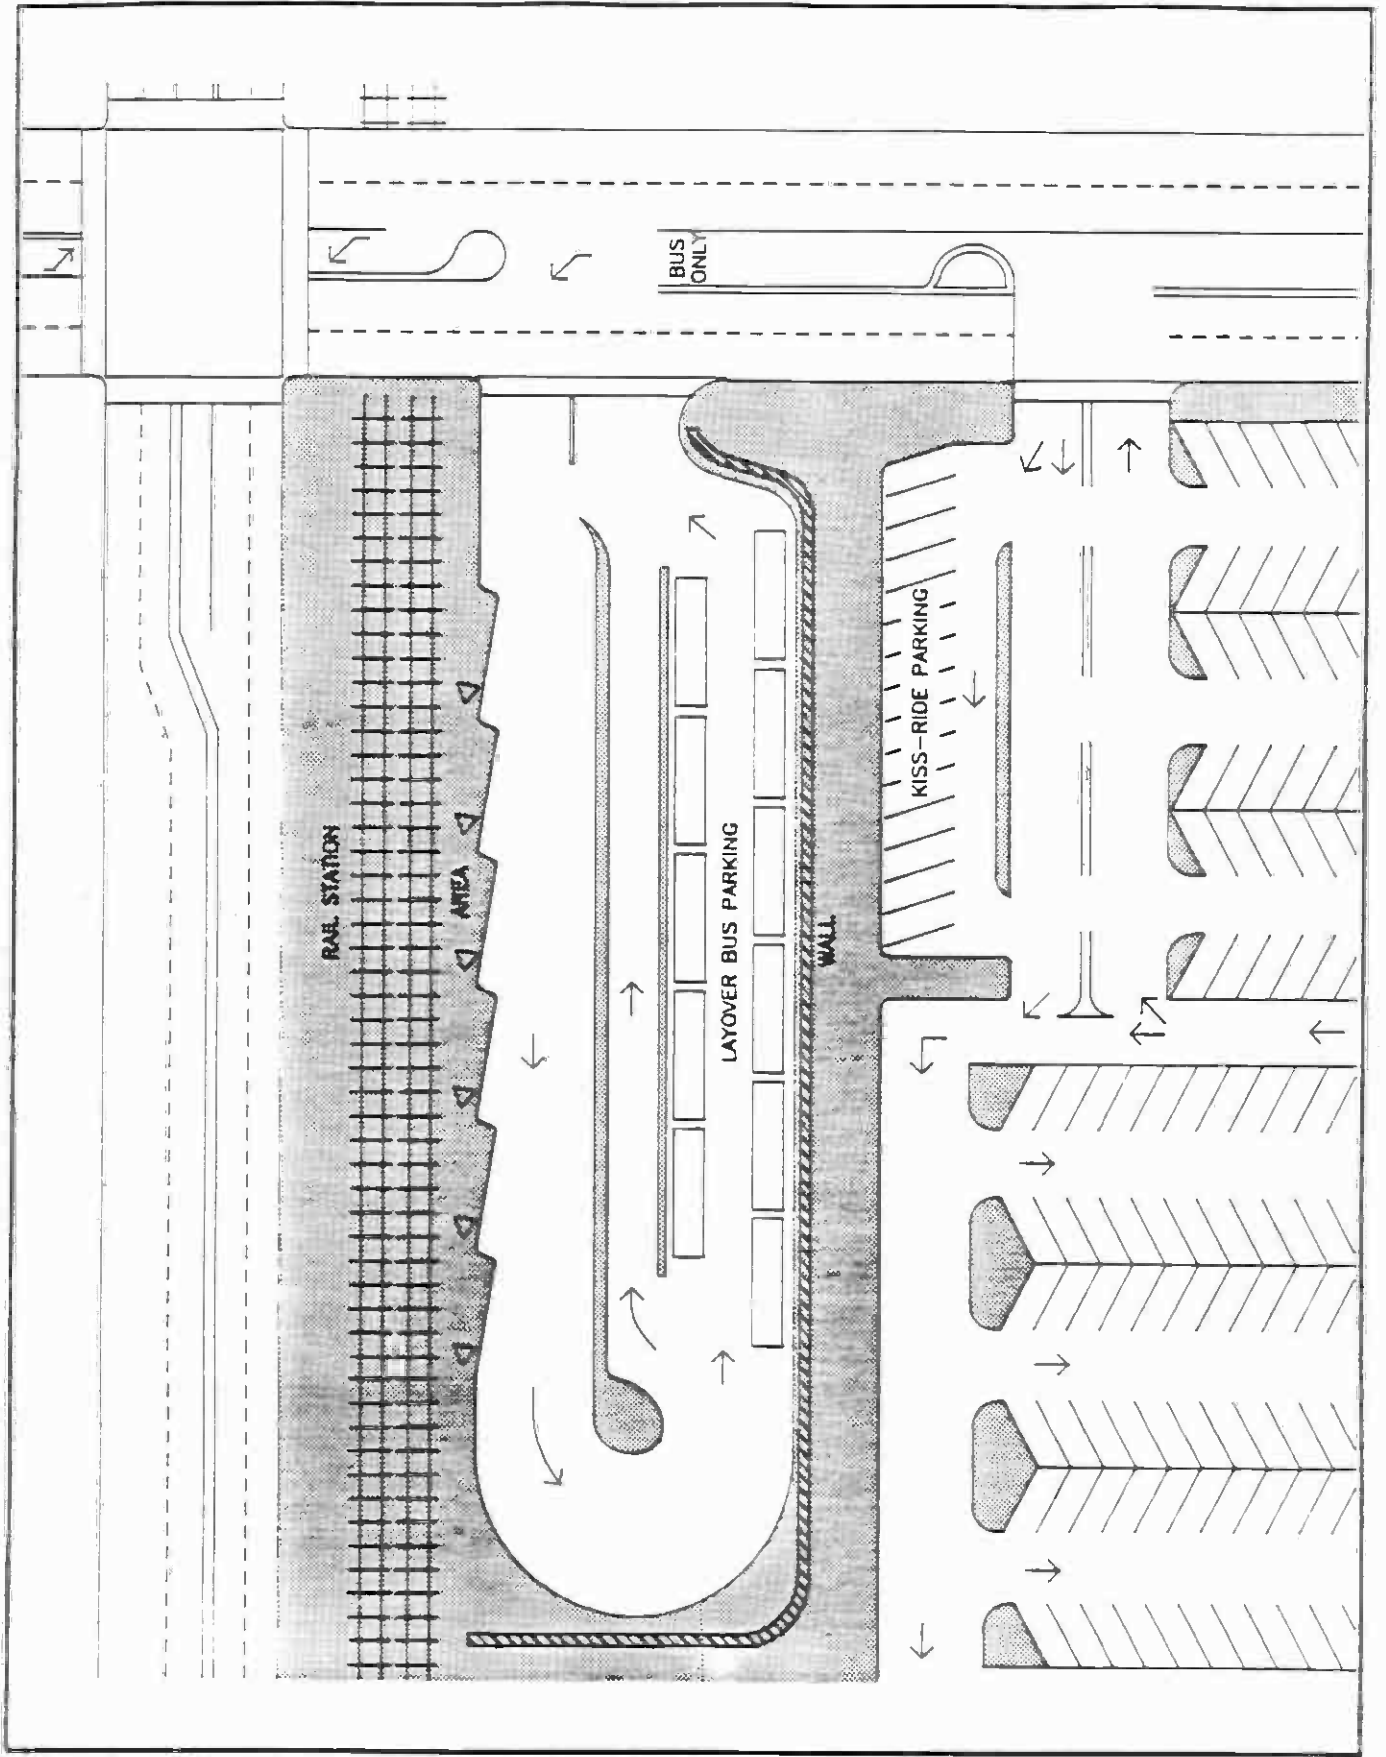 BUS
ONLY
RAIL STATION
AREA
LAYOVER BUS PARKING
WALL
KISS-RIDE PARKING